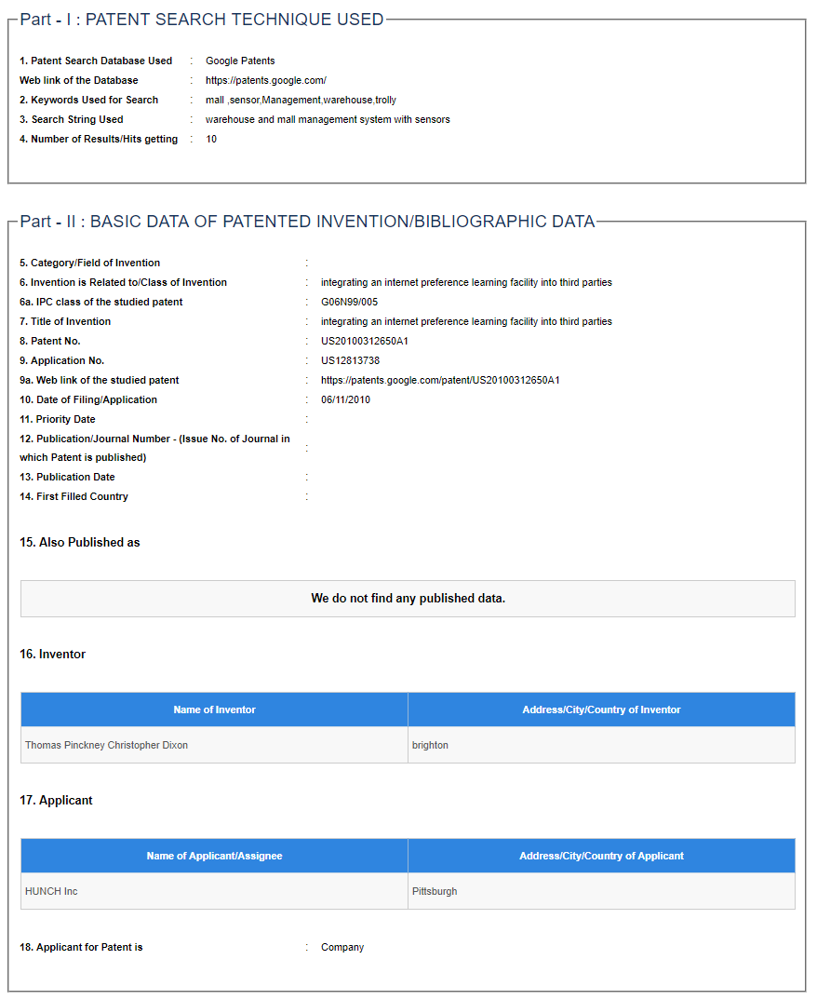 Part - I : PATENT SEARCH TECHNIQUE USED
1. Patent Search Database Used : Google Patents
Web link of the Database : https://patents.google.com/
2. Keywords Used for Search : mall ,sensor,Management,warehouse,trolly
3. Search String Used : warehouse and mall management system with sensors
4. Number of Results/Hits getting : 10
Part - II : BASIC DATA OF PATENTED INVENTION/BIBLIOGRAPHIC DATA
5. Category/Field of Invention :
6. Invention is Related to/Class of Invention : integrating an internet preference learning facility into third parties
6a. IPC class of the studied patent : G06N99/005
7. Title of Invention : integrating an internet preference learning facility into third parties
8. Patent No. : US20100312650A1
9. Application No. : US12813738
9a. Web link of the studied patent : https://patents.google.com/patent/US20100312650A1
10. Date of Filing/Application : 06/11/2010
11. Priority Date :
12. Publication/Journal Number - (Issue No. of Journal in
which Patent is published) :
13. Publication Date :
14. First Filled Country :
15. Also Published as
We do not find any published data.
16. Inventor
Name of Inventor Address/City/Country of Inventor
Thomas Pinckney Christopher Dixon brighton
17. Applicant
Name of Applicant/Assignee Address/City/Country of Applicant
HUNCH Inc Pittsburgh
18. Applicant for Patent is : Company